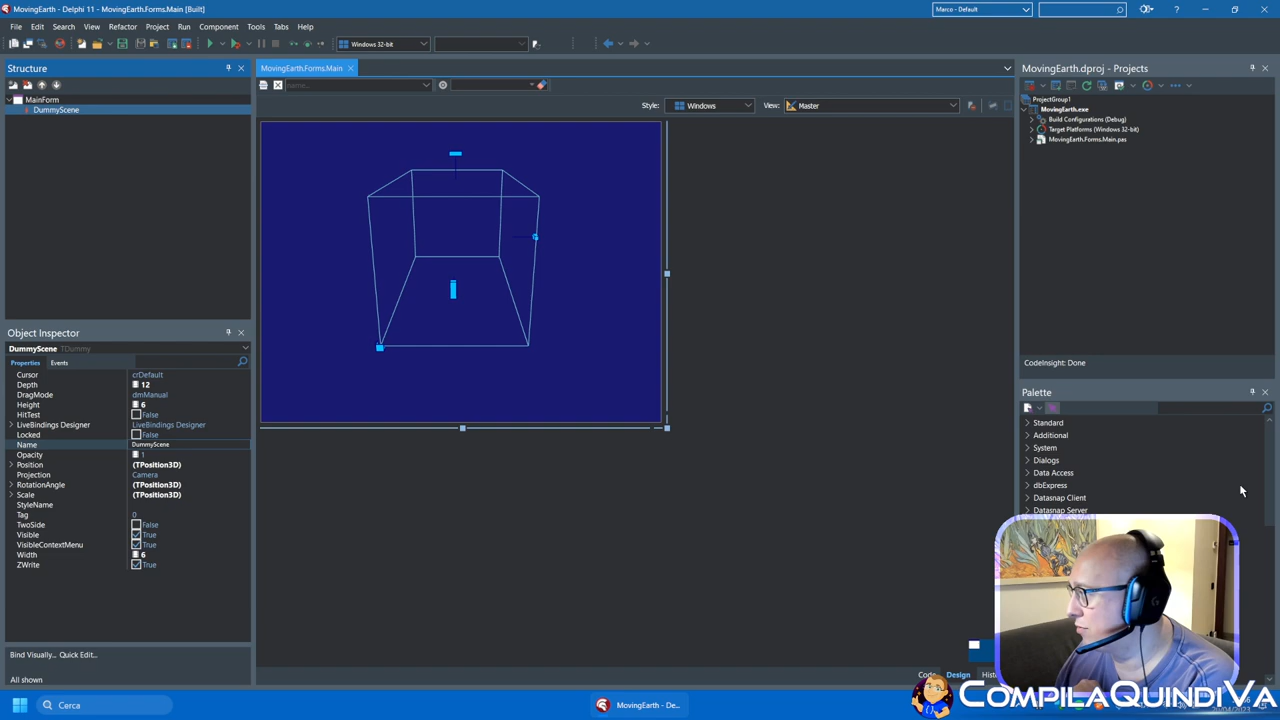 MovingEarth - Delphi 11 - MovingEarth.Forms.Main [Built]
Marco - Default
File Edit Search View Refactor Project Run Component Tools Tabs Help
Windows 32-bit
Structure
MainForm
DummyScene
MovingEarth.Forms.Main
name...
Style: Windows View: Master
MovingEarth.dproj - Projects
ProjectGroup1
MovingEarth.exe
Build Configurations (Debug)
Target Platforms (Windows 32-bit)
MovingEarth.Forms.Main.pas
CodeInsight: Done
Object Inspector
DummyScene TDummy
Properties Events
Cursor crDefault
Depth 12
DragMode dmManual
Height 6
HitTest False
LiveBindings Designer LiveBindings Designer
Locked False
Name DummyScene
Opacity 1
Position (TPosition3D)
Projection Camera
RotationAngle (TPosition3D)
Scale (TPosition3D)
StyleName
Tag 0
TwoSide False
Visible True
VisibleContextMenu True
Width 6
ZWrite True
Bind Visually... Quick Edit...
All shown
Palette
Standard
Additional
System
Dialogs
Data Access
dbExpress
Datasnap Client
Datasnap Server
Design
Cerca
MovingEarth - De...
CompilaQuindiVa